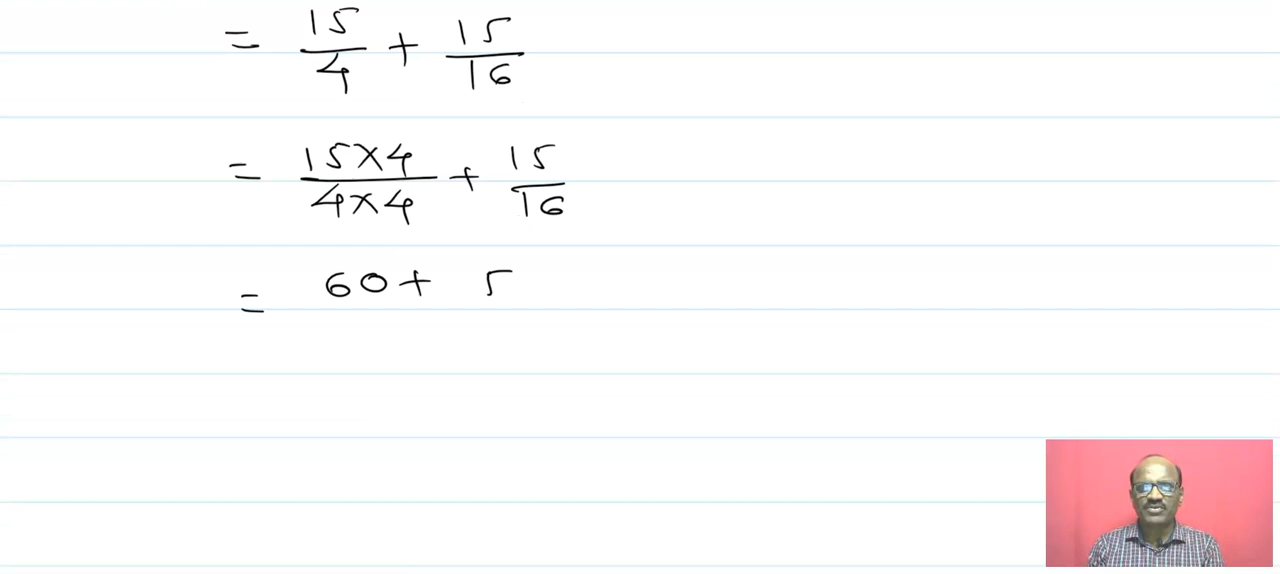 = 15/4 + 15/16
= 15×4/4×4 + 15/16
= 60+ 5